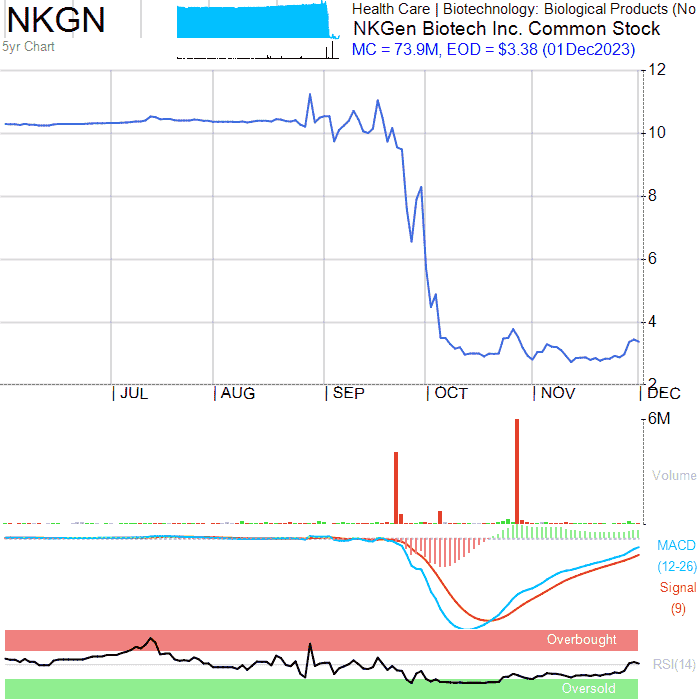 NKGN
5yr Chart
Health Care | Biotechnology: Biological Products (No
NKGen Biotech Inc. Common Stock
MC = 73.9M, EOD = $3.38 (01Dec2023)
12
10
8
6
4
2
| JUL | AUG | SEP | OCT | NOV | DEC
6M
Volume
MACD
(12-26)
Signal
(9)
Overbought
RSI(14)
Oversold